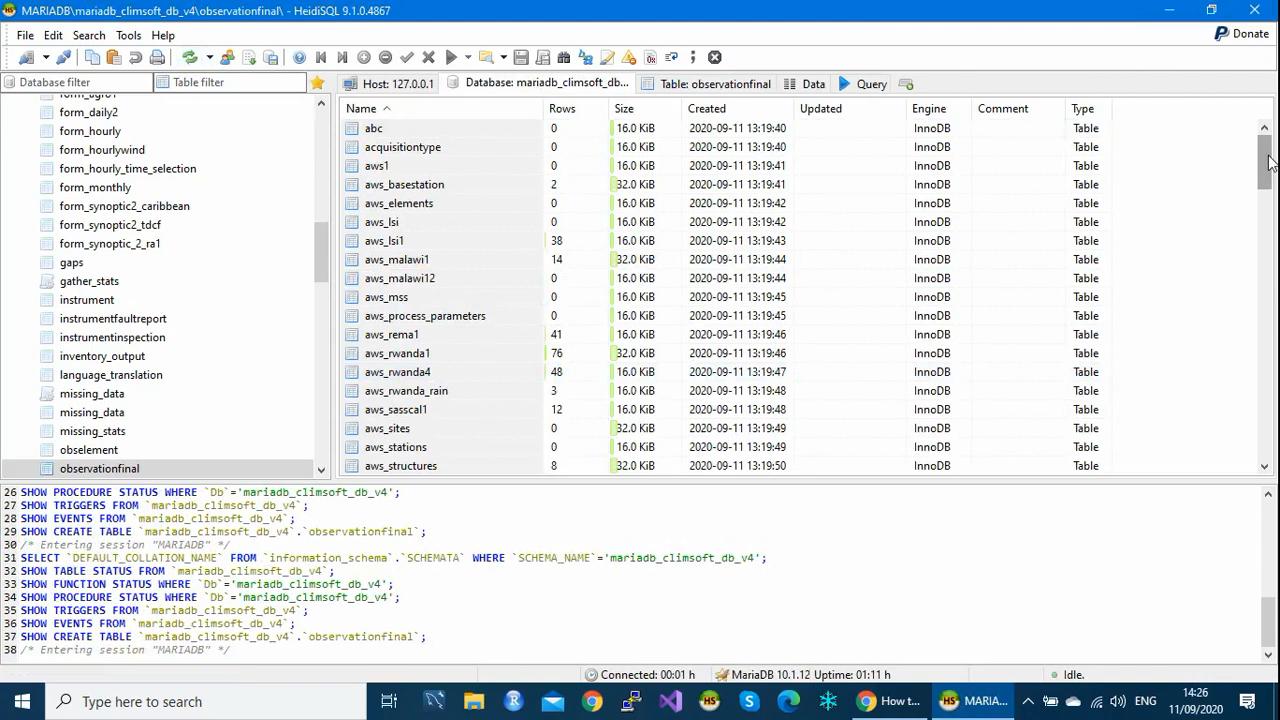 MARIADB\mariadb_climsoft_db_v4\observationfinal\ - HeidiSQL 9.1.0.4867
File Edit Search Tools Help
Donate
Database filter Table filter
Host: 127.0.0.1 Database: mariadb_climsoft_db... Table: observationfinal Data Query
form_daily2
form_hourly
form_hourlywind
form_hourly_time_selection
form_monthly
form_synoptic2_caribbean
form_synoptic2_tdcf
form_synoptic_2_ra1
gaps
gather_stats
instrument
instrumentfaultreport
instrumentinspection
inventory_output
language_translation
missing_data
missing_data
missing_stats
obselement
observationfinal
Name Rows Size Created Updated Engine Comment Type
abc 0 16.0 KiB 2020-09-11 13:19:40 InnoDB Table
acquisitiontype 0 16.0 KiB 2020-09-11 13:19:40 InnoDB Table
aws1 0 16.0 KiB 2020-09-11 13:19:41 InnoDB Table
aws_basestation 2 32.0 KiB 2020-09-11 13:19:41 InnoDB Table
aws_elements 0 16.0 KiB 2020-09-11 13:19:42 InnoDB Table
aws_lsi 0 16.0 KiB 2020-09-11 13:19:42 InnoDB Table
aws_lsi1 38 16.0 KiB 2020-09-11 13:19:43 InnoDB Table
aws_malawi1 14 32.0 KiB 2020-09-11 13:19:44 InnoDB Table
aws_malawi12 0 16.0 KiB 2020-09-11 13:19:44 InnoDB Table
aws_mss 0 16.0 KiB 2020-09-11 13:19:45 InnoDB Table
aws_process_parameters 0 16.0 KiB 2020-09-11 13:19:45 InnoDB Table
aws_rema1 41 16.0 KiB 2020-09-11 13:19:46 InnoDB Table
aws_rwanda1 76 32.0 KiB 2020-09-11 13:19:46 InnoDB Table
aws_rwanda4 48 16.0 KiB 2020-09-11 13:19:47 InnoDB Table
aws_rwanda_rain 3 16.0 KiB 2020-09-11 13:19:48 InnoDB Table
aws_sasscal1 12 16.0 KiB 2020-09-11 13:19:48 InnoDB Table
aws_sites 0 32.0 KiB 2020-09-11 13:19:49 InnoDB Table
aws_stations 0 16.0 KiB 2020-09-11 13:19:49 InnoDB Table
aws_structures 8 32.0 KiB 2020-09-11 13:19:50 InnoDB Table
26 SHOW PROCEDURE STATUS WHERE `Db`='mariadb_climsoft_db_v4';
27 SHOW TRIGGERS FROM `mariadb_climsoft_db_v4`;
28 SHOW EVENTS FROM `mariadb_climsoft_db_v4`;
29 SHOW CREATE TABLE `mariadb_climsoft_db_v4`.`observationfinal`;
30 /* Entering session "MARIADB" */
31 SELECT `DEFAULT_COLLATION_NAME` FROM `information_schema`.`SCHEMATA` WHERE `SCHEMA_NAME`='mariadb_climsoft_db_v4';
32 SHOW TABLE STATUS FROM `mariadb_climsoft_db_v4`;
33 SHOW FUNCTION STATUS WHERE `Db`='mariadb_climsoft_db_v4';
34 SHOW PROCEDURE STATUS WHERE `Db`='mariadb_climsoft_db_v4';
35 SHOW TRIGGERS FROM `mariadb_climsoft_db_v4`;
36 SHOW EVENTS FROM `mariadb_climsoft_db_v4`;
37 SHOW CREATE TABLE `mariadb_climsoft_db_v4`.`observationfinal`;
38 /* Entering session "MARIADB" */
Connected: 00:01 h MariaDB 10.1.12 Uptime: 01:11 h Idle.
Type here to search
How t...
MARIA...
ENG
14:26
11/09/2020